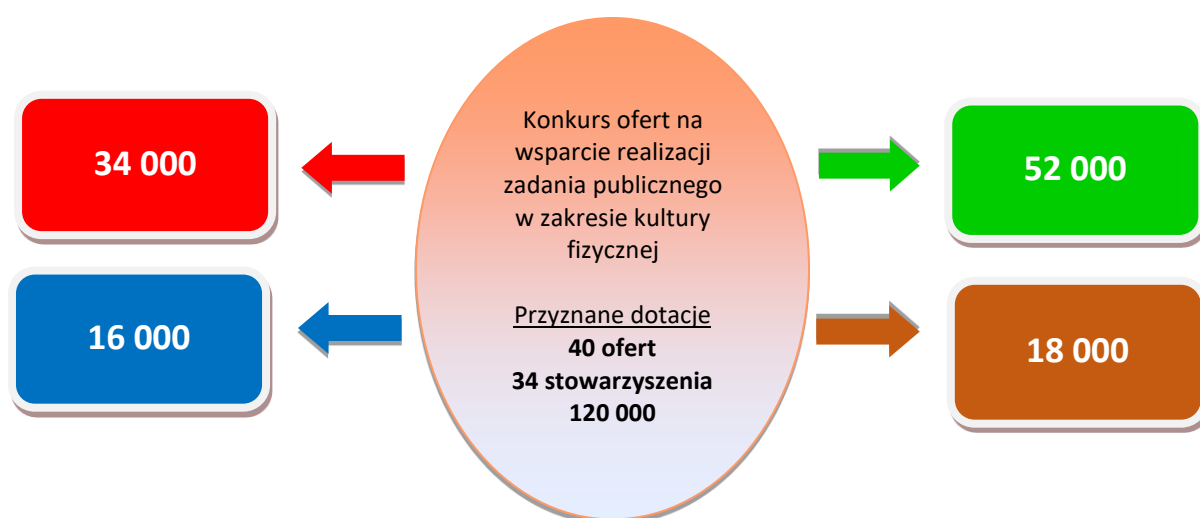 34 000
16 000
Konkurs ofert na
wsparcie realizacji
zadania publicznego
w zakresie kultury
fizycznej
Przyznane dotacje
40 ofert
34 stowarzyszenia
120 000
52 000
18 000